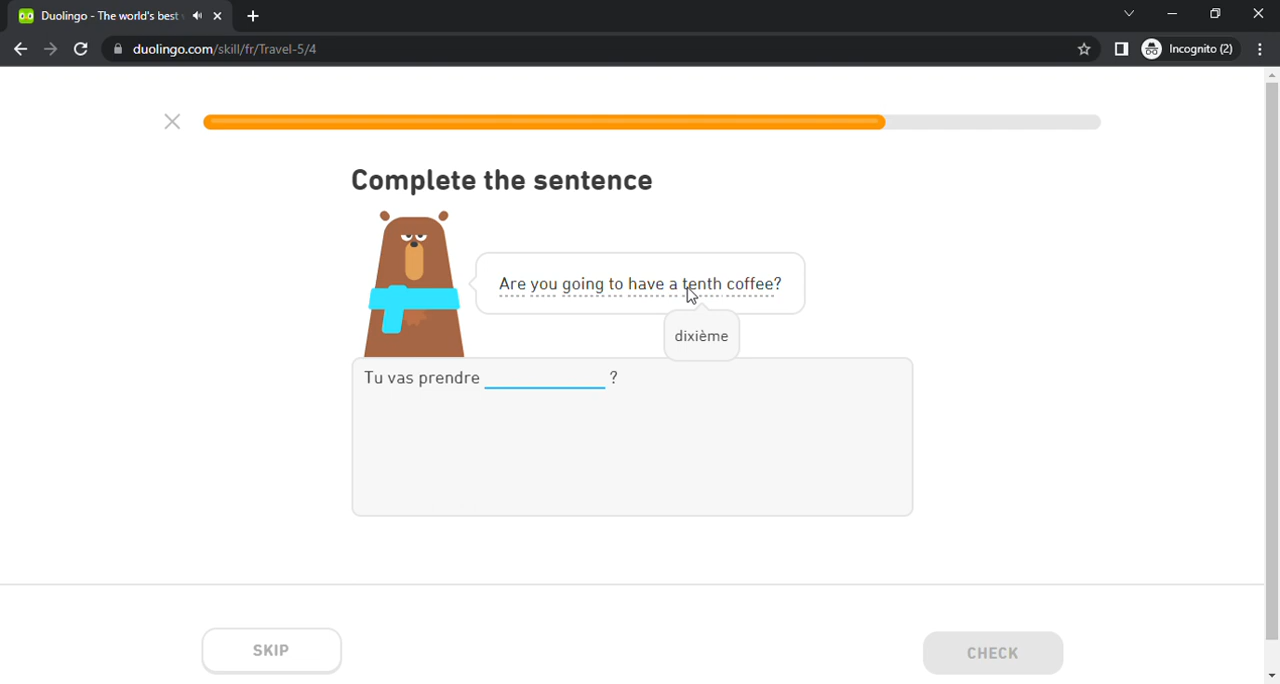 Duolingo - The world's best
duolingo.com/skill/fr/Travel-5/4
Incognito (2)
Complete the sentence
Are you going to have a tenth coffee?
dixième
Tu vas prendre ____________ ?
SKIP
CHECK